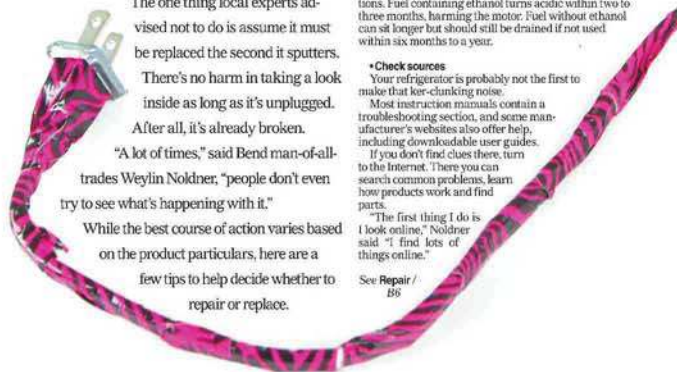 The one thing local experts ad-
vised not to do is assume it must
be replaced the second it sputters.
There's no harm in taking a look
inside as long as it's unplugged.
After all, it's already broken.
"A lot of times," said Bend man-of-all-
trades Weylin Noldner, "people don't even
try to see what's happening with it."
While the best course of action varies based
on the product particulars, here are a
few tips to help decide whether to
repair or replace.
tions. Fuel containing ethanol turns acidic within two to
three months, harming the motor. Fuel without ethanol
can sit longer but should still be drained if not used
within six months to a year.
•Check sources
Your refrigerator is probably not the first to
make that ker-clunking noise.
Most instruction manuals contain a
troubleshooting section, and some man-
ufacturer's websites also offer help,
including downloadable user guides.
If you don't find clues there, turn
to the Internet. There you can
search common problems, learn
how products work and find
parts.
"The first thing I do is
I look online," Noldner
said "I find lots of
things online."
See Repair /
B6